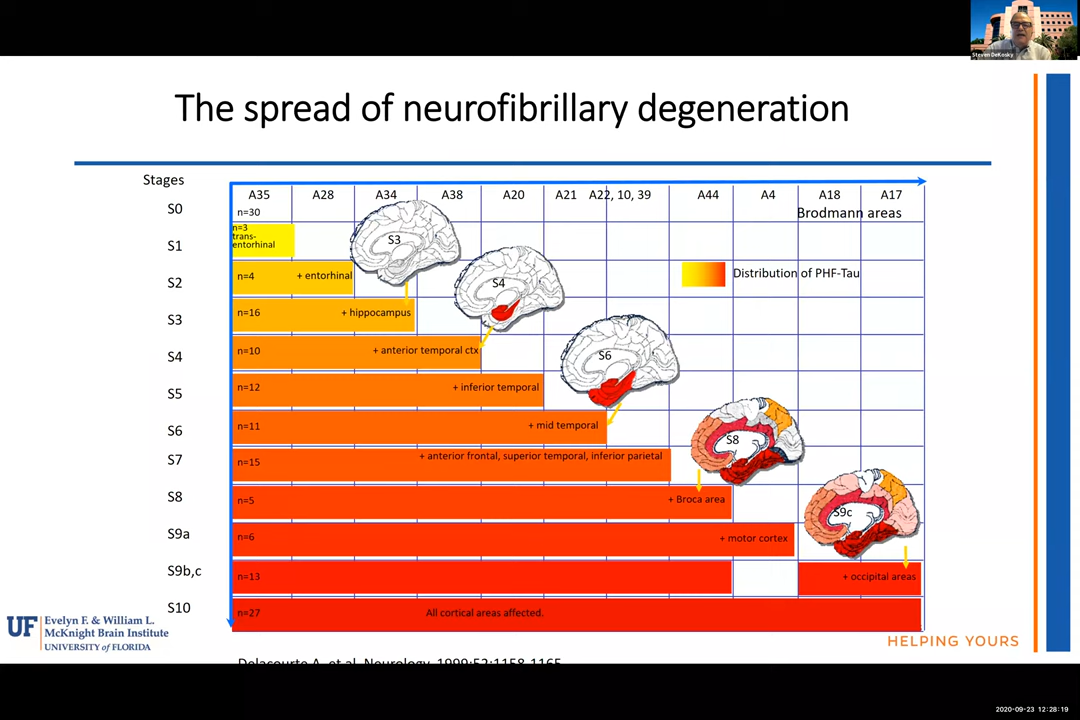 Steven DeKosky
The spread of neurofibrillary degeneration
Stages
A35 A28 A34 A38 A20 A21 A22, 10, 39 A44 A4 A18 A17
S0 n=30 Brodmann areas
S1 n=3
trans-
entorhinal
S3
Distribution of PHF-Tau
S2 n=4 + entorhinal
S4
S3 n=16 + hippocampus
S4 n=10 + anterior temporal ctx
S6
S5 n=12 + inferior temporal
S6 n=11 + mid temporal
S8
S7 n=15 + anterior frontal, superior temporal, inferior parietal
S8 n=5 + Broca area
S9c
S9a n=6 + motor cortex
S9b,c n=13 + occipital areas
S10 n=27 All cortical areas affected.
UF Evelyn F. & William L.
McKnight Brain Institute
UNIVERSITY of FLORIDA
HELPING YOURS
Delacourte A, et al. Neurology. 1999;52:1158-1165
2020-09-23 12:28:19